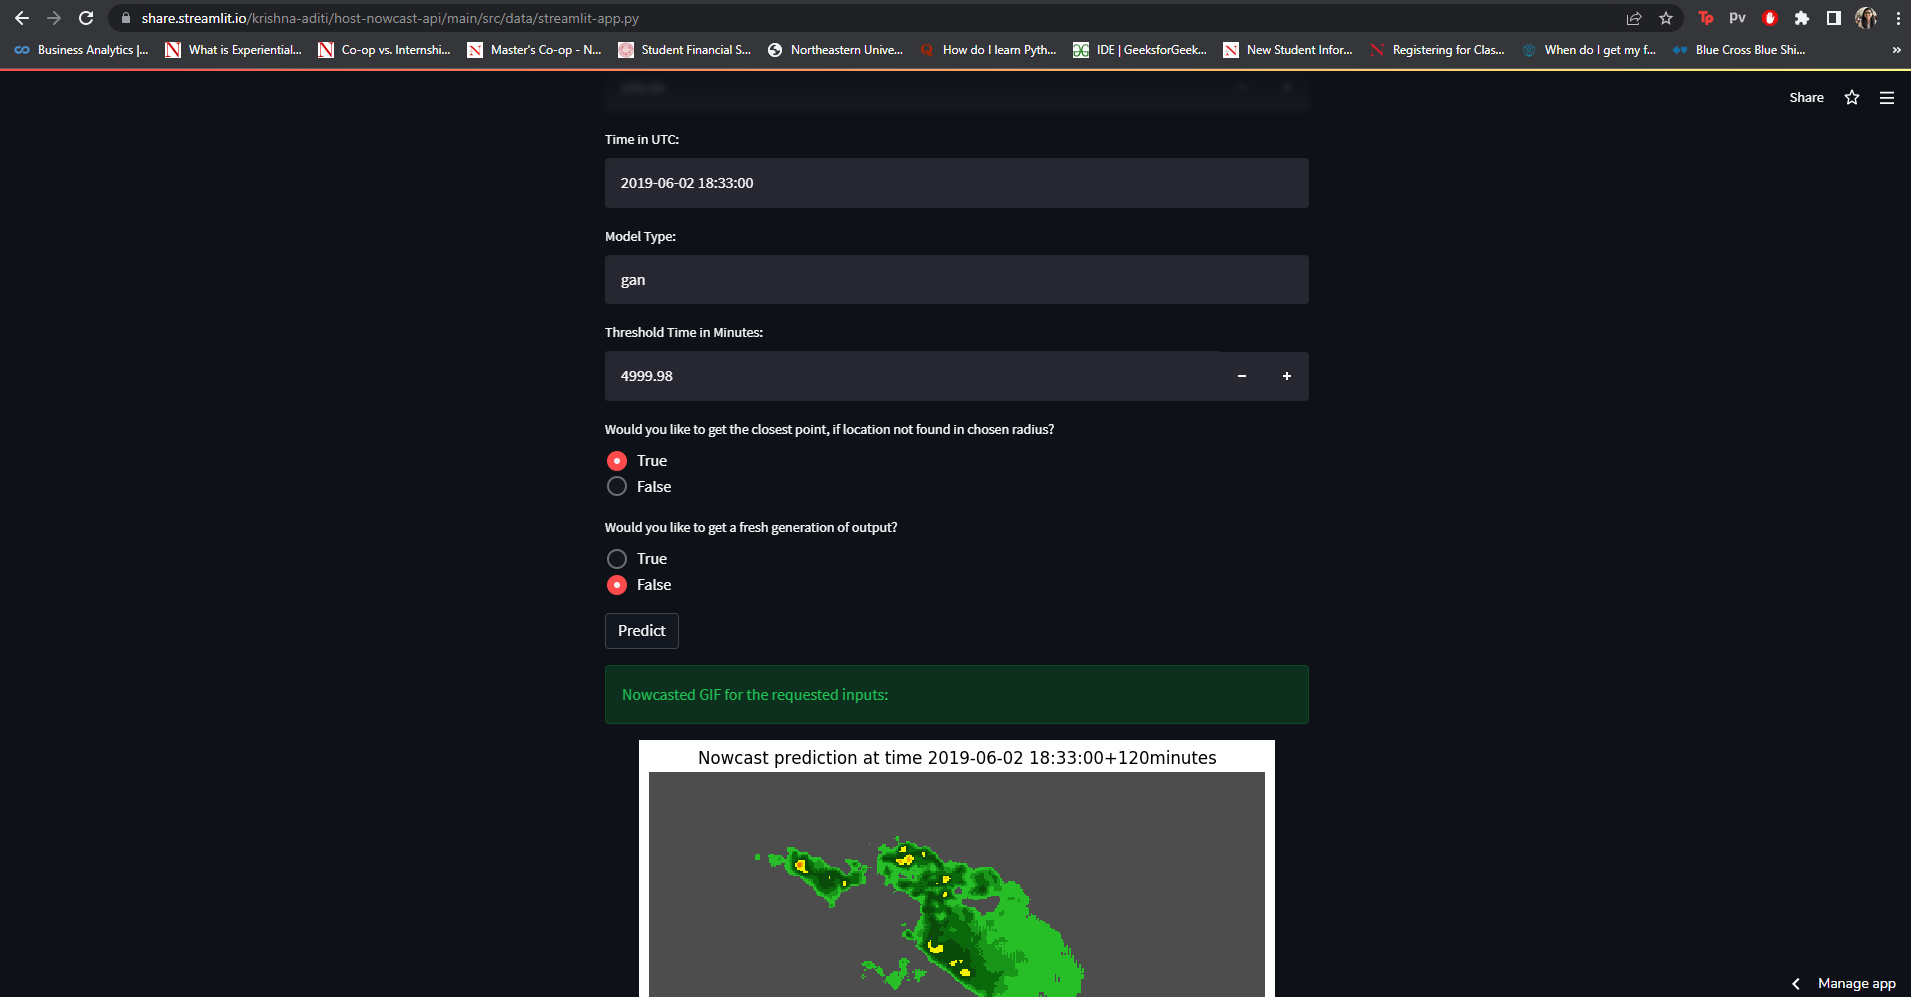 share.streamlit.io/krishna-aditi/host-nowcast-api/main/src/data/streamlit-app.py
Business Analytics |... What is Experiential... Co-op vs. Internshi... Master's Co-op - N... Student Financial S... Northeastern Unive... How do I learn Pyth... IDE | GeeksforGeek... New Student Infor... Registering for Clas... When do I get my f... Blue Cross Blue Shi... »
Share
Time in UTC:
2019-06-02 18:33:00
Model Type:
gan
Threshold Time in Minutes:
4999.98
Would you like to get the closest point, if location not found in chosen radius?
True
False
Would you like to get a fresh generation of output?
True
False
Predict
Nowcasted GIF for the requested inputs:
Nowcast prediction at time 2019-06-02 18:33:00+120minutes
Manage app